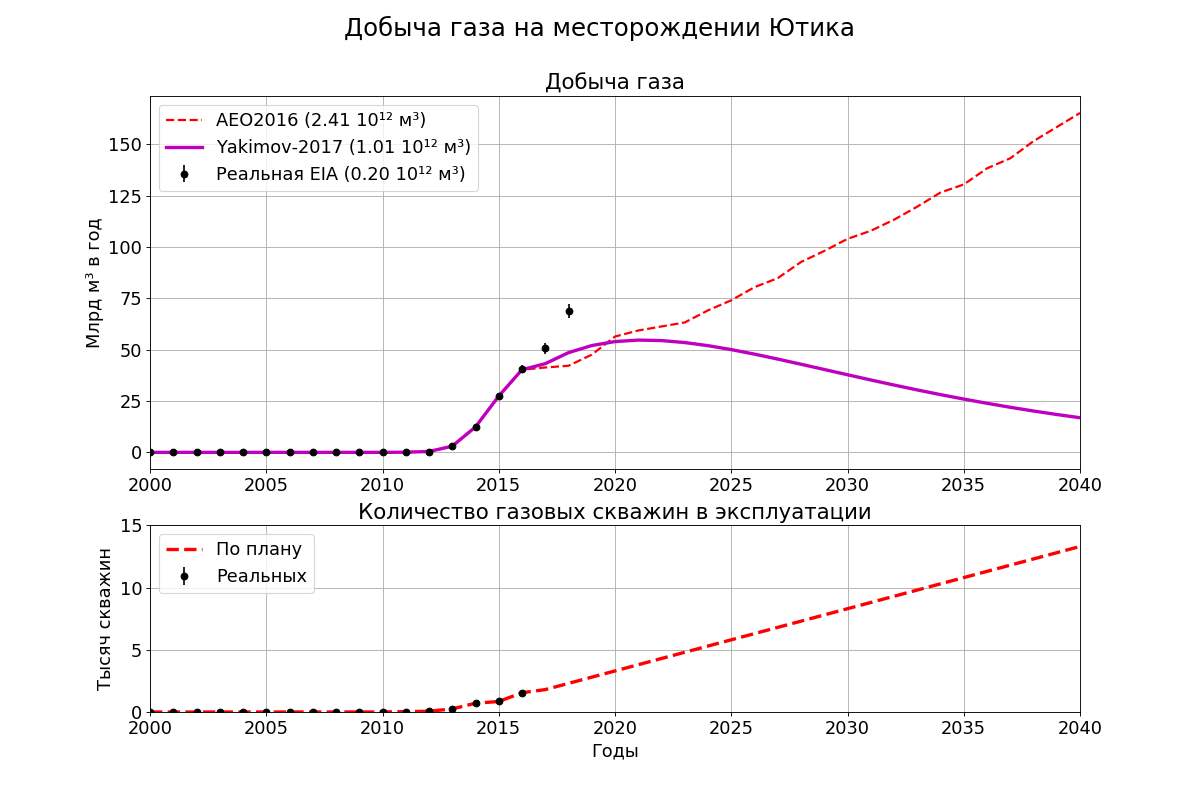 Добыча газа на месторождении Ютика
Добыча газа
AEO2016 (2.41 10¹² м³)
Yakimov-2017 (1.01 10¹² м³)
Реальная EIA (0.20 10¹² м³)
Млрд м³ в год
150
125
100
75
50
25
0
2000 2005 2010 2015 2020 2025 2030 2035 2040
Количество газовых скважин в эксплуатации
По плану
Реальных
Тысяч скважин
15
10
5
0
2000 2005 2010 2015 2020 2025 2030 2035 2040
Годы